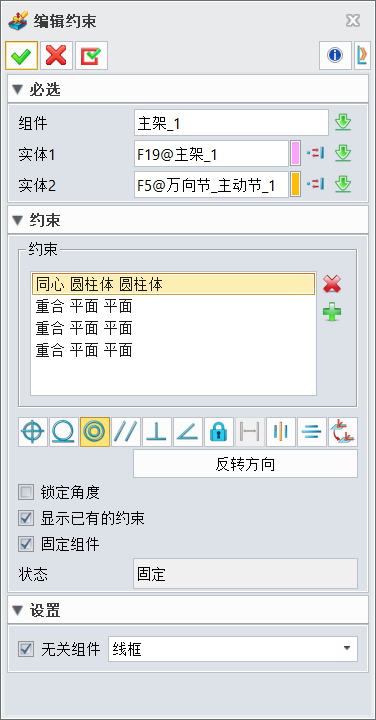 编辑约束
必选
组件 主架_1
实体1 F19@主架_1
实体2 F5@万向节_主动节_1
约束
约束
同心 圆柱体 圆柱体
重合 平面 平面
重合 平面 平面
重合 平面 平面
反转方向
锁定角度
显示已有的约束
固定组件
状态 固定
设置
无关组件 线框